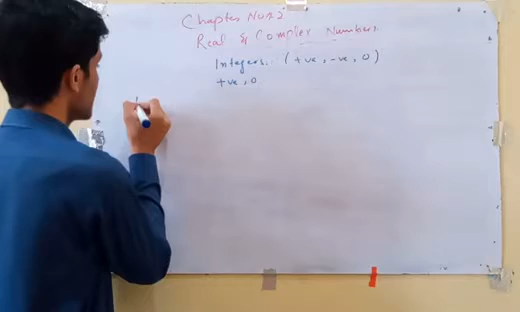 Chapter No#2
Real & Complex Numbers
Integers.. (+ve, -ve, 0)
+ve, 0